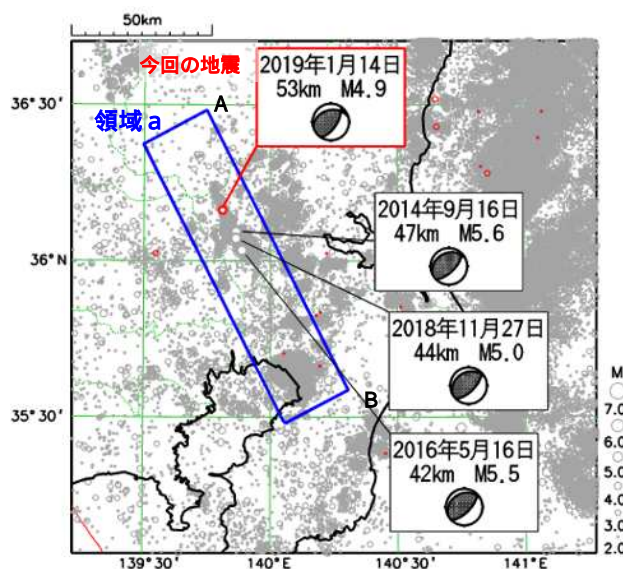 50km
今回の地震
2019年1月14日
53km M4.9
A
36°30′
領域a
2014年9月16日
47km M5.6
36°N
2018年11月27日
44km M5.0
B
35°30′
2016年5月16日
42km M5.5
M
7.0
6.0
5.0
4.0
3.0
2.0
139°30′
140°E
140°30′
141°E